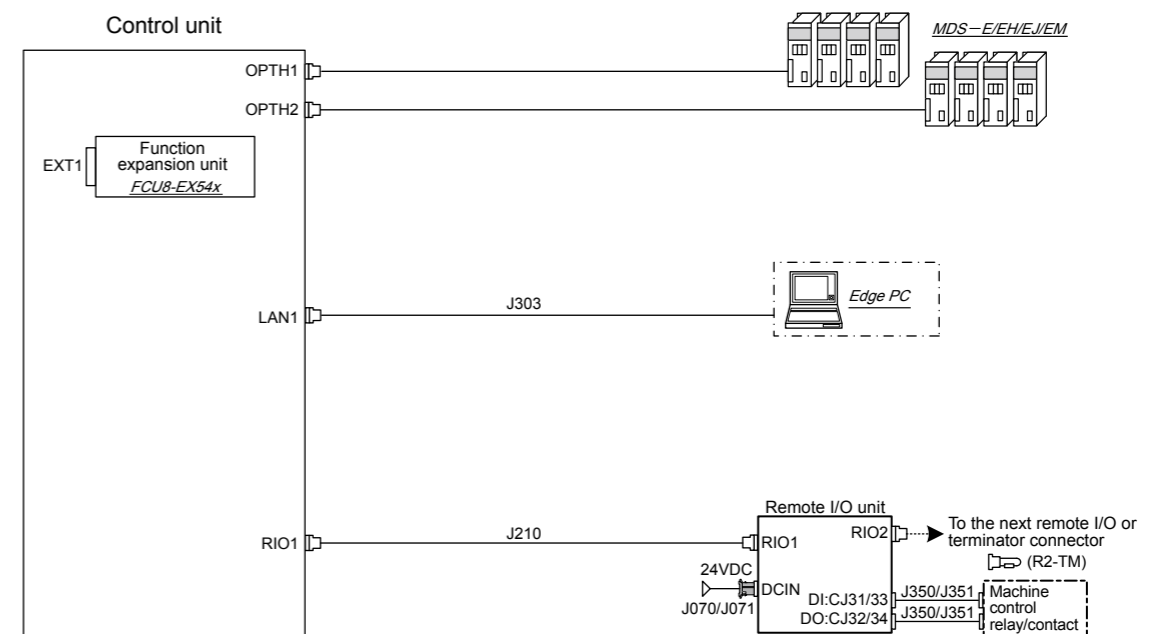 Control unit
MDS－E/EH/EJ/EM
OPTH1
OPTH2
Function
expansion unit
EXT1
FCU8-EX54x
J303
Edge PC
LAN1
Remote I/O unit
To the next remote I/O or
terminator connector
J210
RIO2
RIO1
RIO1
(R2-TM)
24VDC
DCIN
J070/J071
DI:CJ31/33
J350/J351
Machine
control
relay/contact
DO:CJ32/34
J350/J351